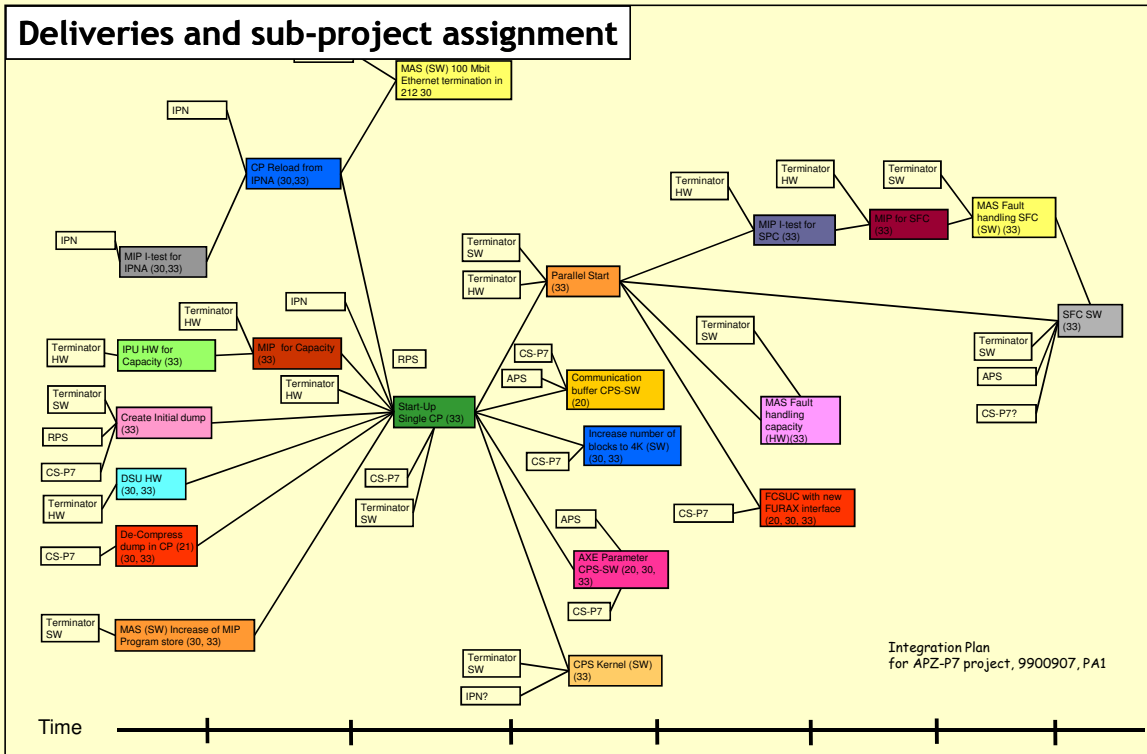 Deliveries and sub-project assignment
MAS (SW) 100 Mbit
Ethernet termination in
212 30
IPN
CP Reload from
IPNA (30,33)
IPN
MIP I-test for
IPNA (30,33)
Terminator
HW
Terminator
HW
Terminator
SW
MIP I-test for
SPC (33)
MIP for SFC
(33)
MAS Fault
handling SFC
(SW) (33)
Terminator
SW
Terminator
HW
Parallel Start
(33)
IPN
Terminator
HW
Terminator
HW
IPU HW for
Capacity (33)
MIP  for Capacity
(33)
RPS
Terminator
HW
Terminator
SW
SFC SW
(33)
Terminator
SW
APS
CS-P7?
CS-P7
APS
Communication
buffer CPS-SW
(20)
Terminator
SW
RPS
CS-P7
Create Initial dump
(33)
Start-Up
Single CP (33)
MAS Fault
handling
capacity
(HW)(33)
Increase number of
blocks to 4K (SW)
(30, 33)
CS-P7
Terminator
HW
DSU HW
(30, 33)
CS-P7
Terminator
SW
CS-P7
FCSUC with new
FURAX interface
(20, 30, 33)
CS-P7
De-Compress
dump in CP (21)
(30, 33)
APS
AXE Parameter
CPS-SW (20, 30,
33)
CS-P7
Terminator
SW
MAS (SW) Increase of MIP
Program store (30, 33)
Terminator
SW
IPN?
CPS Kernel (SW)
(33)
Integration Plan
for APZ-P7 project, 9900907, PA1
Time